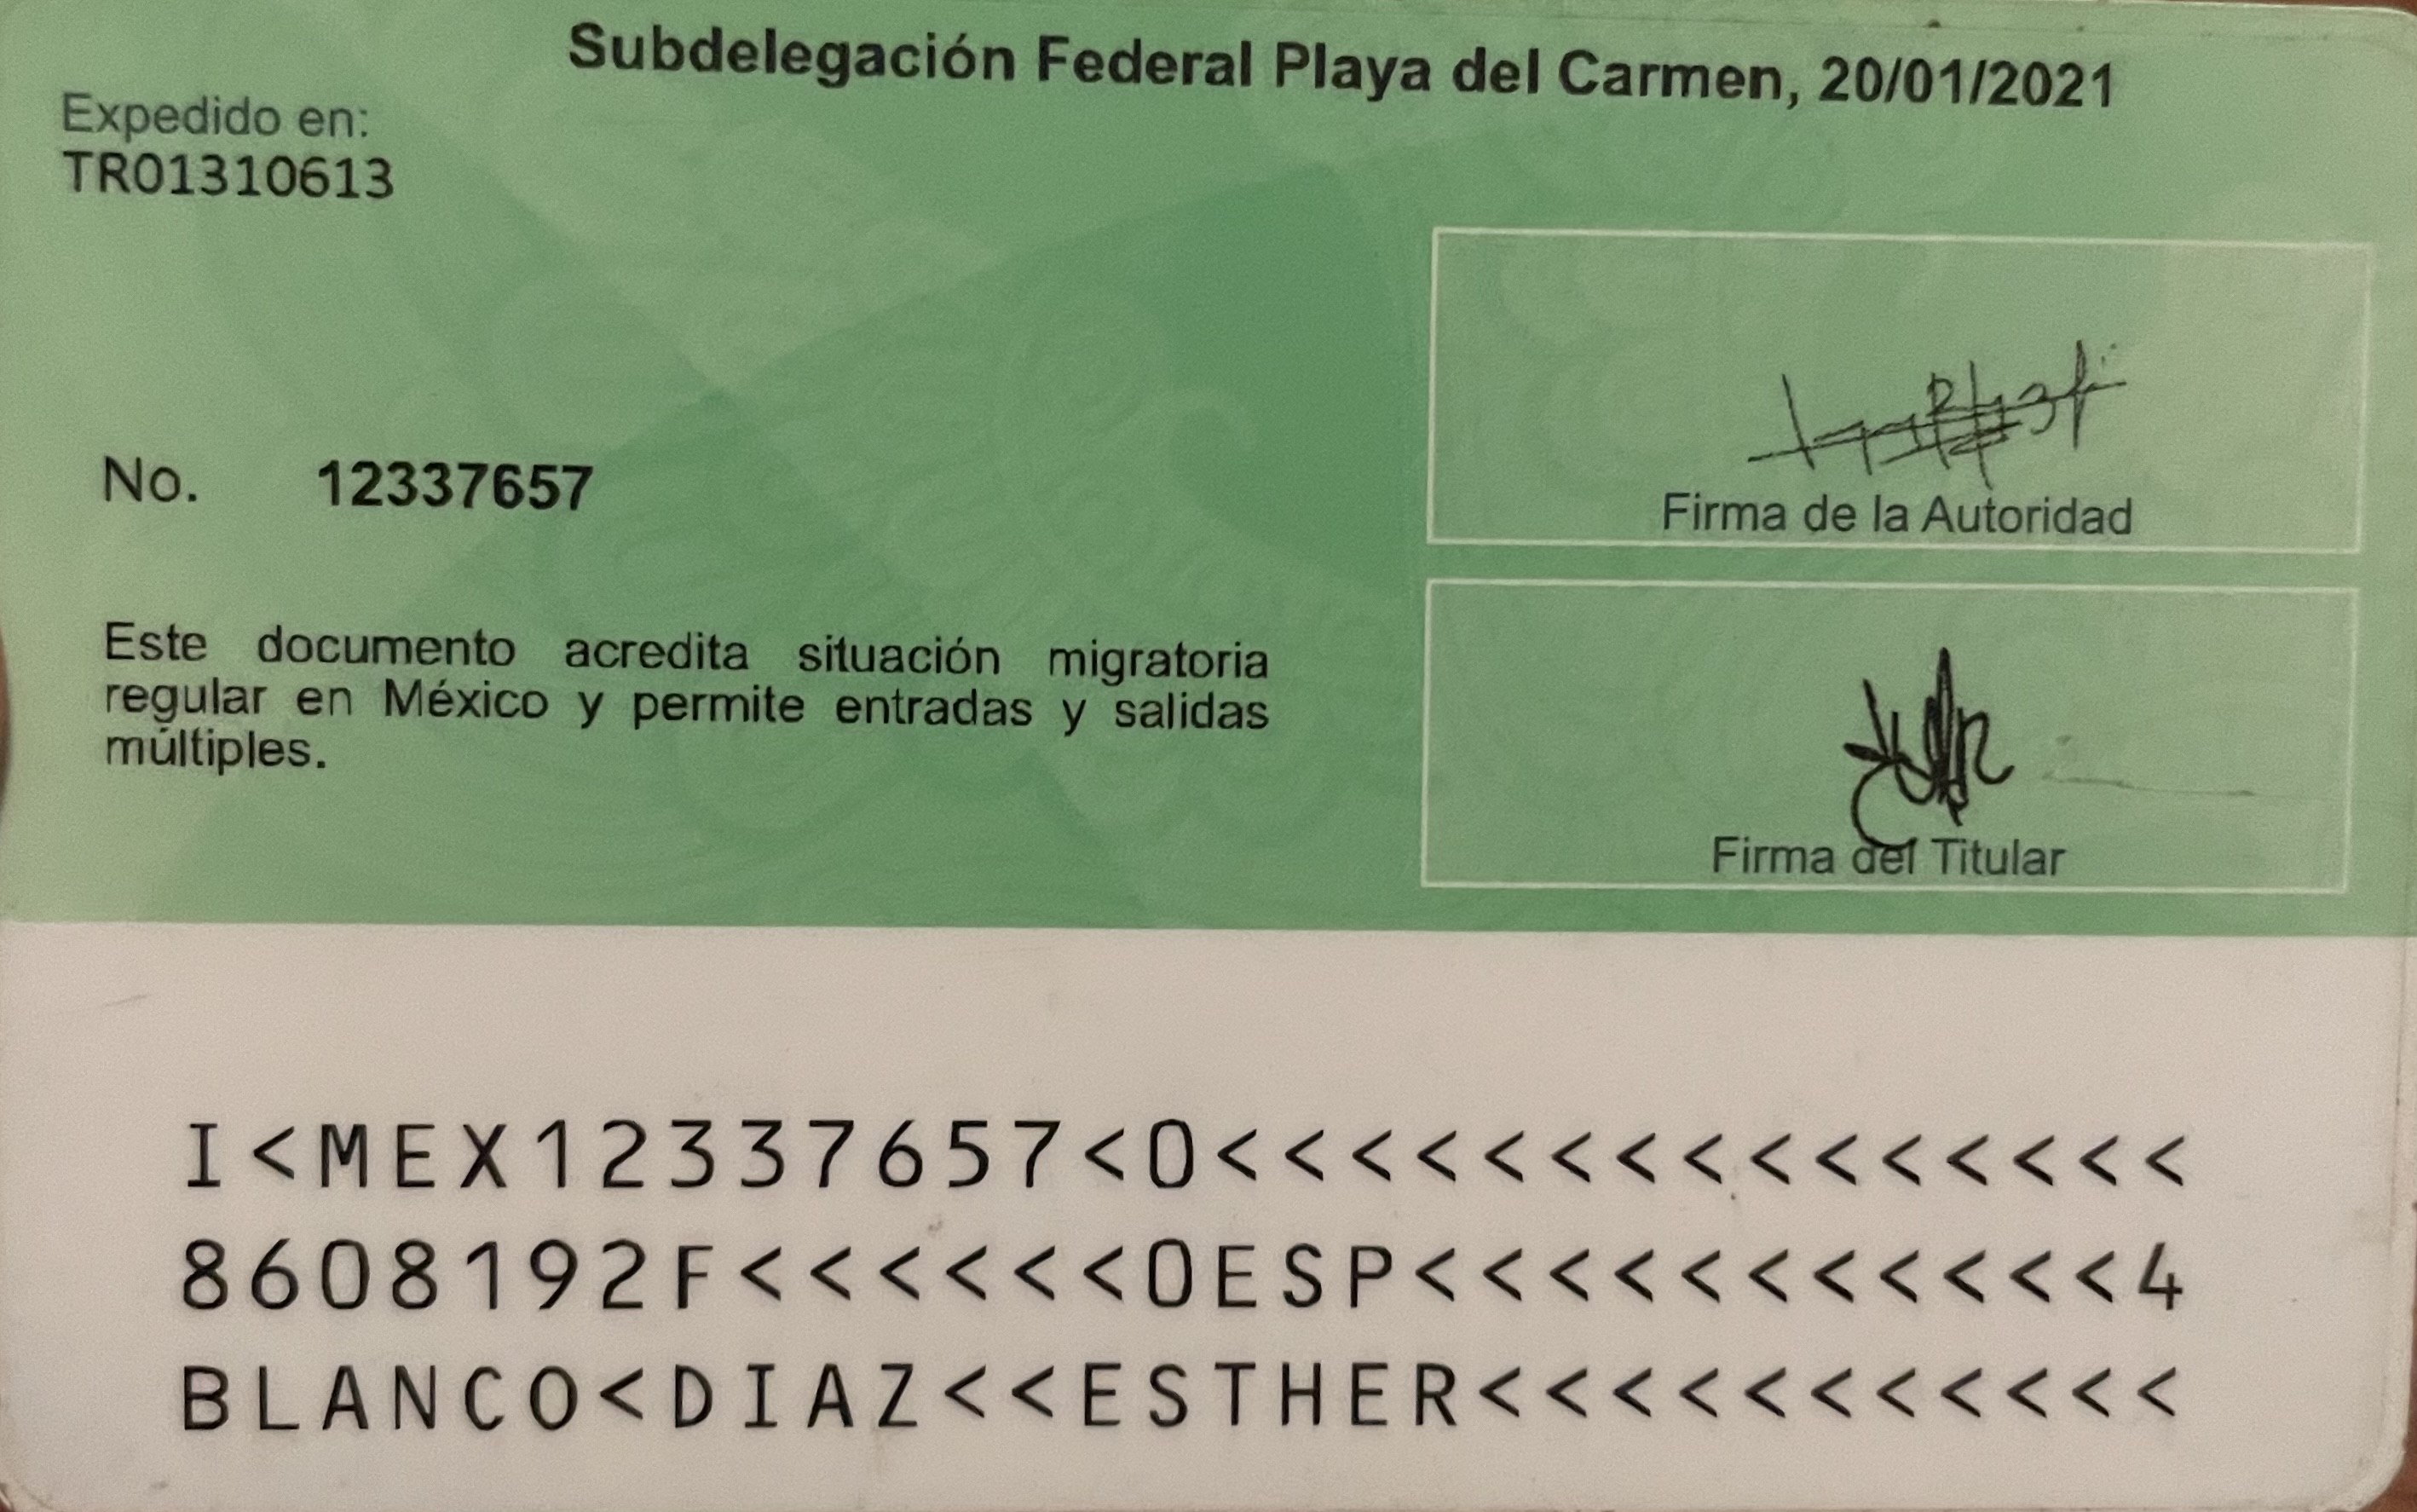 Subdelegación Federal Playa del Carmen, 20/01/2021
Expedido en:
TR01310613
No. 12337657
Firma de la Autoridad
Este documento acredita situación migratoria
regular en México y permite entradas y salidas
múltiples.
Firma del Titular
I<MEX12337657<0<<<<<<<<<<<<<<<
8608192F<<<<<<0ESP<<<<<<<<<<<4
BLANCO<DIAZ<<ESTHER<<<<<<<<<<<